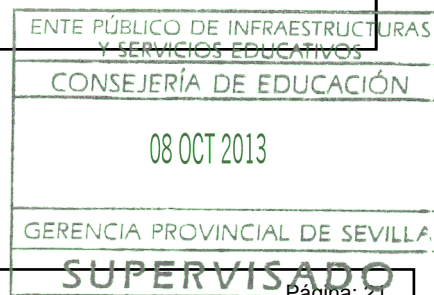 ENTE PÚBLICO DE INFRAESTRUCTURAS
Y SERVICIOS EDUCATIVOS
CONSEJERÍA DE EDUCACIÓN
08 OCT 2013
GERENCIA PROVINCIAL DE SEVILLA
SUPERVISADO
Página: 21